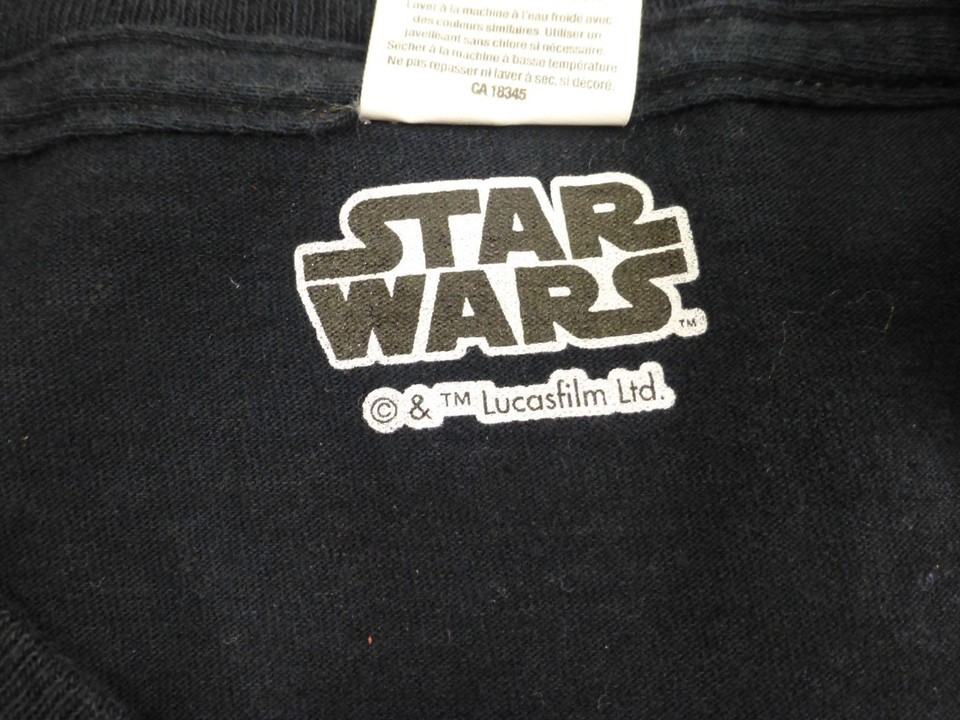 Laver à la machine à l'eau froide avec
des couleurs similaires. Utiliser un
javellisant sans chlore si nécessaire.
Sécher à la machine à basse température
Ne pas repasser ni laver à sec, si décoré.
CA 18345
STAR
WARS
TM
© & TM Lucasfilm Ltd.